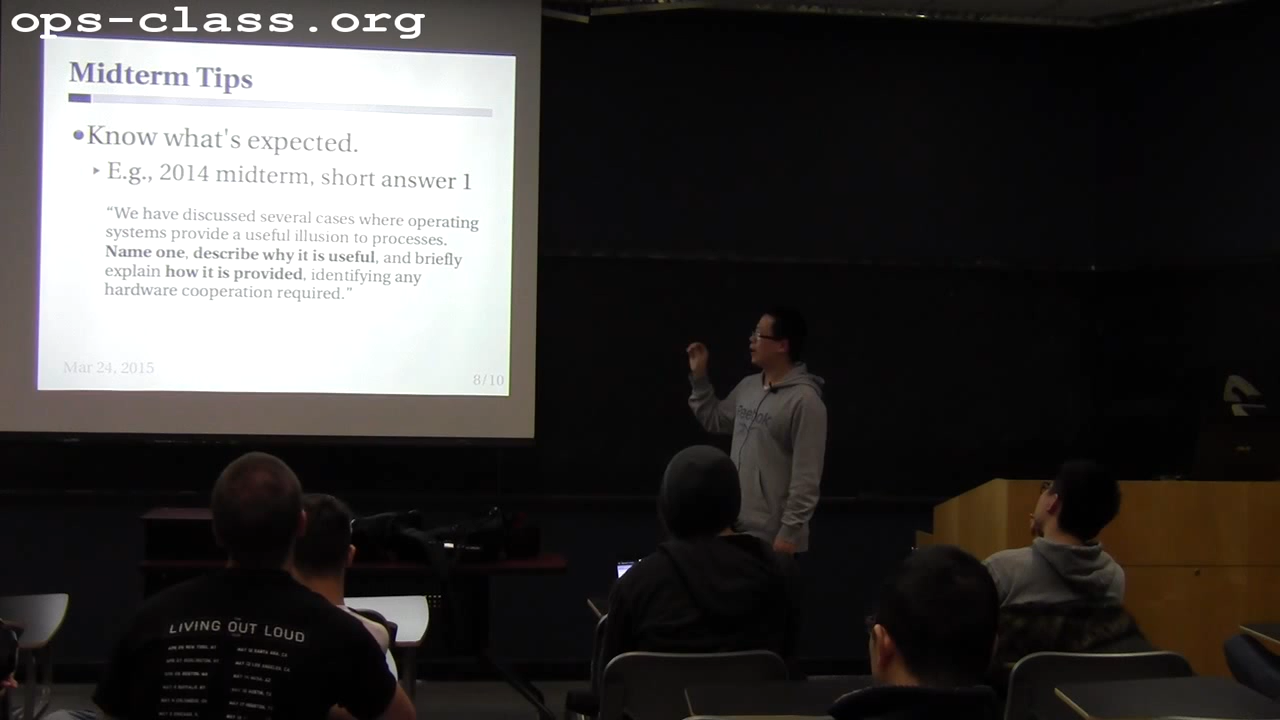 ops-class.org
Midterm Tips
Know what's expected.
E.g., 2014 midterm, short answer 1
“We have discussed several cases where operating
systems provide a useful illusion to processes.
Name one, describe why it is useful, and briefly
explain how it is provided, identifying any
hardware cooperation required.”
Mar 24, 2015
8/10
Reebok
LIVING OUT LOUD